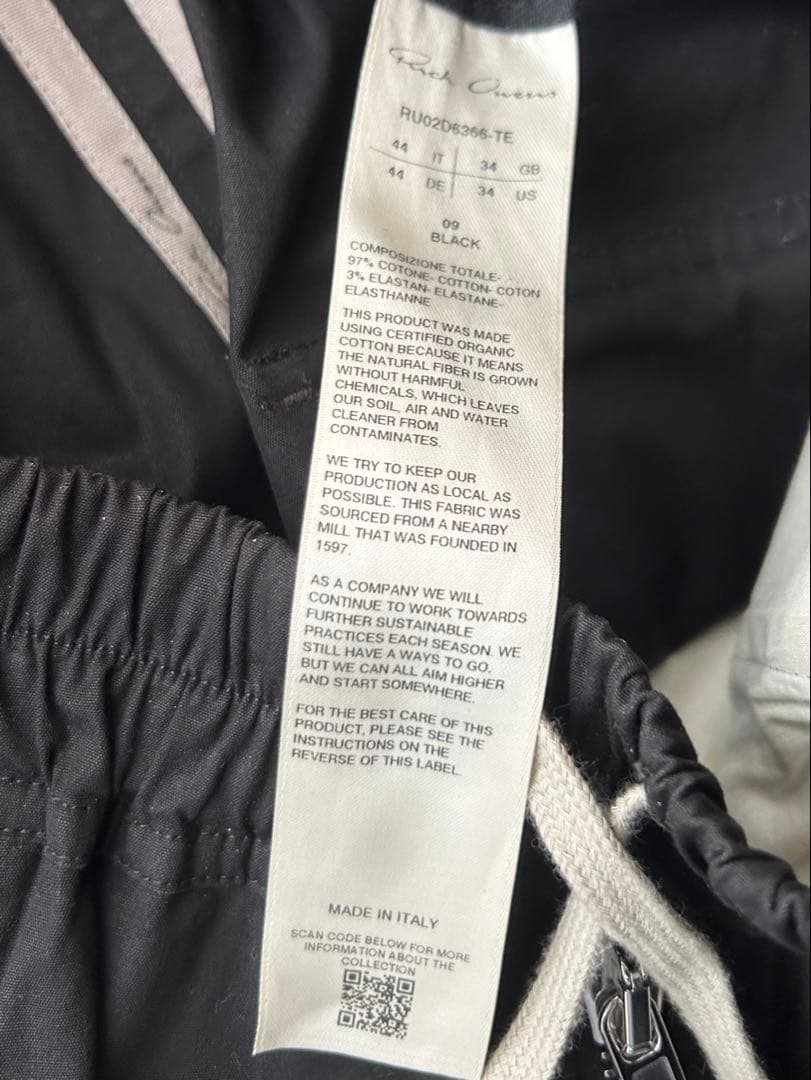 Rick Owens
RU02D6366-TE
44 IT 34 GB
44 DE 34 US
09
BLACK
COMPOSIZIONE TOTALE- .-
97% COTONE- COTTON- COTON
3% ELASTAN- ELASTANE-
ELASTHANNE
THIS PRODUCT WAS MADE
USING CERTIFIED ORGANIC
COTTON BECAUSE IT MEANS
THE NATURAL FIBER IS GROWN
WITHOUT HARMFUL
CHEMICALS, WHICH LEAVES
OUR SOIL, AIR AND WATER
CLEANER FROM
CONTAMINATES.
WE TRY TO KEEP OUR
PRODUCTION AS LOCAL AS
POSSIBLE. THIS FABRIC WAS
SOURCED FROM A NEARBY
MILL THAT WAS FOUNDED IN
1597.
AS A COMPANY WE WILL
CONTINUE TO WORK TOWARDS
FURTHER SUSTAINABLE
PRACTICES EACH SEASON. WE
STILL HAVE A WAYS TO GO,
BUT WE CAN ALL AIM HIGHER
AND START SOMEWHERE.
FOR THE BEST CARE OF THIS
PRODUCT, PLEASE SEE THE
INSTRUCTIONS ON THE
REVERSE OF THIS LABEL.
MADE IN ITALY
SCAN CODE BELOW FOR MORE
INFORMATION ABOUT THE
COLLECTION